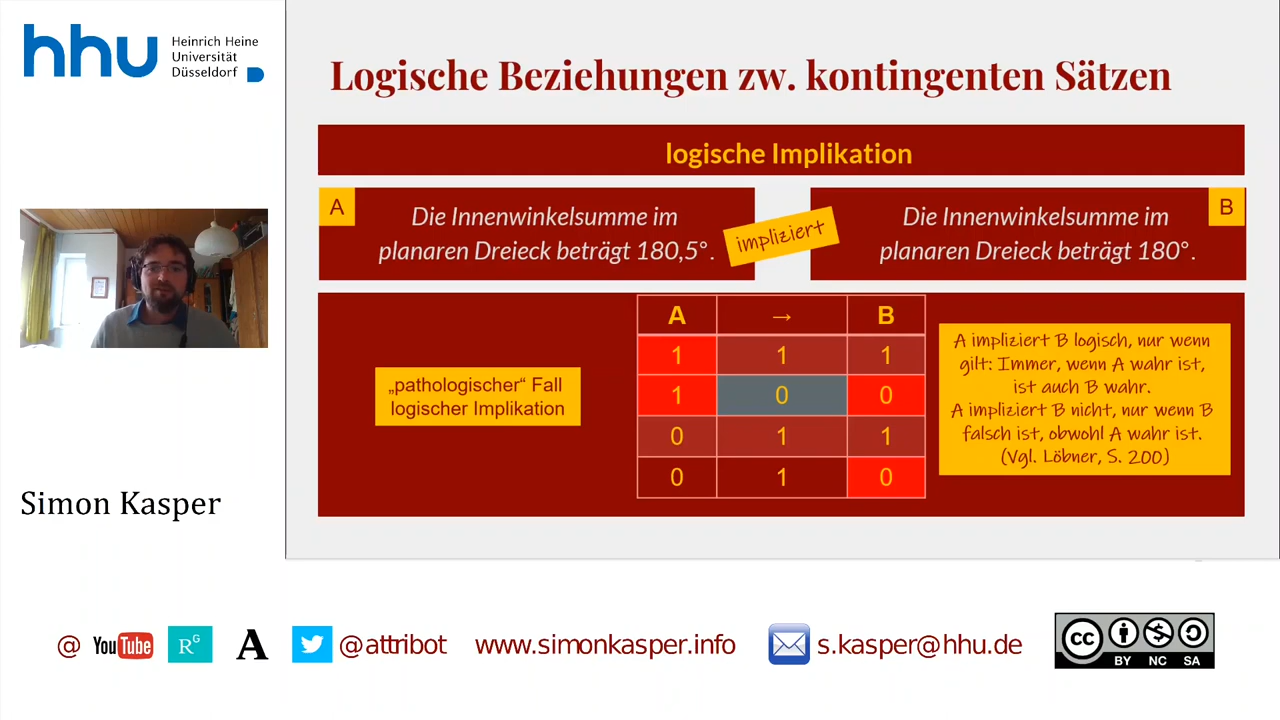 hhu
Heinrich Heine
Universität
Düsseldorf
Logische Beziehungen zw. kontingenten Sätzen
logische Implikation
A
Die Innenwinkelsumme im
planaren Dreieck beträgt 180,5°.
impliziert
B
Die Innenwinkelsumme im
planaren Dreieck beträgt 180°.
„pathologischer“ Fall
logischer Implikation
A → B
1 1 1
1 0 0
0 1 1
0 1 0
A impliziert B logisch, nur wenn
gilt: Immer, wenn A wahr ist,
ist auch B wahr.
A impliziert B nicht, nur wenn B
falsch ist, obwohl A wahr ist.
(Vgl. Löbner, S. 200)
Simon Kasper
@ YouTube RG A @attribot www.simonkasper.info s.kasper@hhu.de
cc
BY NC SA